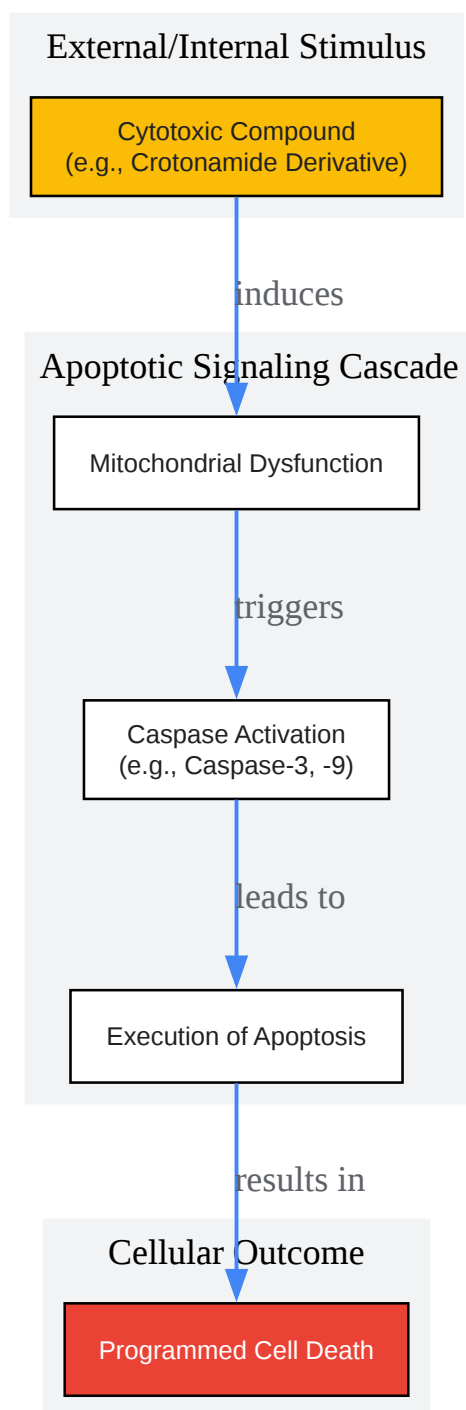 External/Internal Stimulus
Cytotoxic Compound
(e.g., Crotonamide Derivative)
induces
Apoptotic Signaling Cascade
Mitochondrial Dysfunction
triggers
Caspase Activation
(e.g., Caspase-3, -9)
leads to
Execution of Apoptosis
results in
Cellular Outcome
Programmed Cell Death